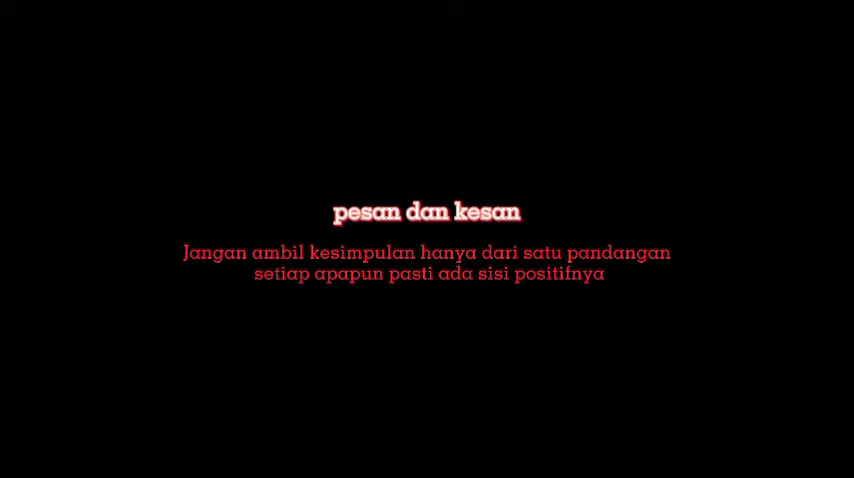 pesan dan kesan
Jangan ambil kesimpulan hanya dari satu pandangan
setiap apapun pasti ada sisi positifnya